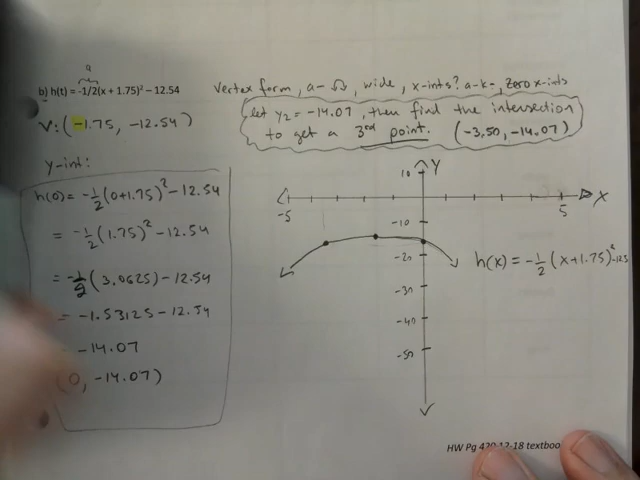 a
b) h(t) = -1/2(x + 1.75)² − 12.54
Vertex form, a - ☊, wide, x-ints? a - k -, zero x-ints
V: (-1.75, -12.54)
let y₂ = -14.07, then find the intersection
to get a 3rd point. (-3.50, -14.07)
y-int:
h(0) = -1/2(0+1.75)² - 12.54
= -1/2(1.75)² - 12.54
= -1/2(3.0625) - 12.54
= -1.53125 - 12.54
-14.07
(0, -14.07)
10
Y
-5
5
X
-10
-20
-30
-40
-50
h(x) = -1/2(x+1.75)² -12.5
HW Pg 12-18 textboo